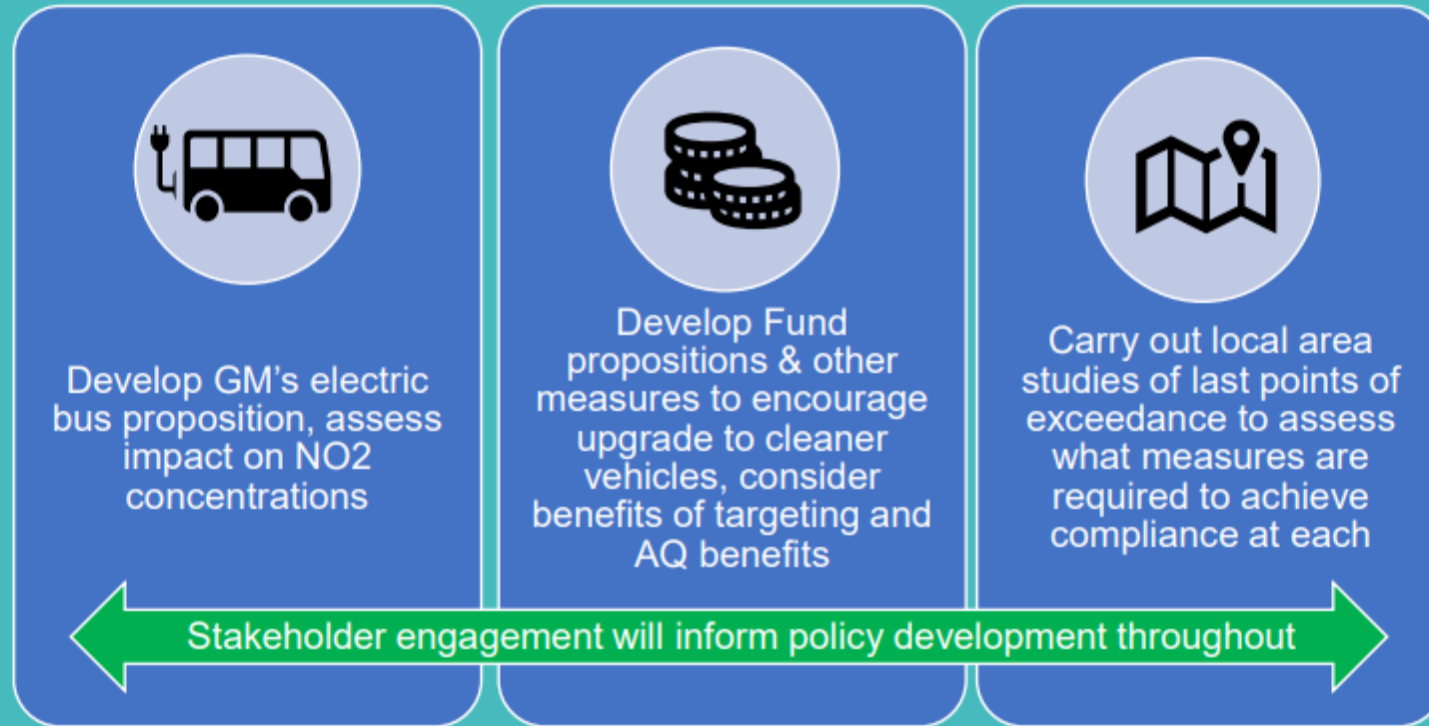 Develop GM’s electric
bus proposition, assess
impact on NO2
concentrations
Develop Fund
propositions & other
measures to encourage
upgrade to cleaner
vehicles, consider
benefits of targeting and
AQ benefits
Carry out local area
studies of last points of
exceedance to assess
what measures are
required to achieve
compliance at each
Stakeholder engagement will inform policy development throughout